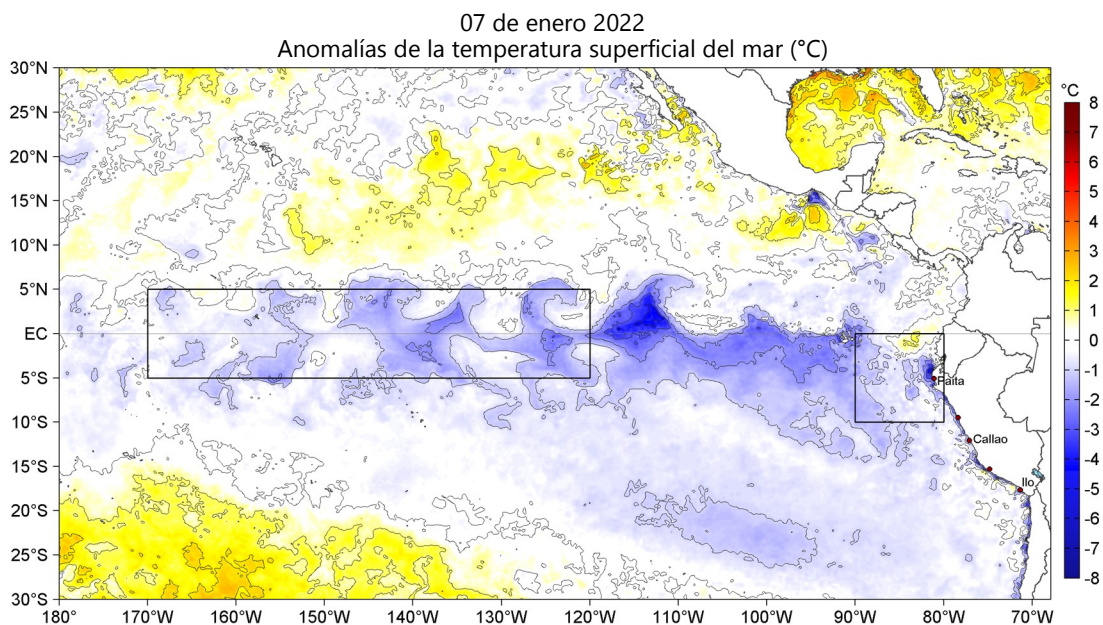 07 de enero 2022
Anomalías de la temperatura superficial del mar (°C)
30°N
25°N
20°N
15°N
10°N
5°N
EC
5°S
10°S
15°S
20°S
25°S
30°S
180
170°W
160°W
150°W
140°W
130°W
120°W
110°W
100°W
90°W
80°W
70°W
Paita
Callao
Ilo
°C
8
7
6
5
4
3
2
1
0
-1
-2
-3
-4
-5
-6
-7
-8